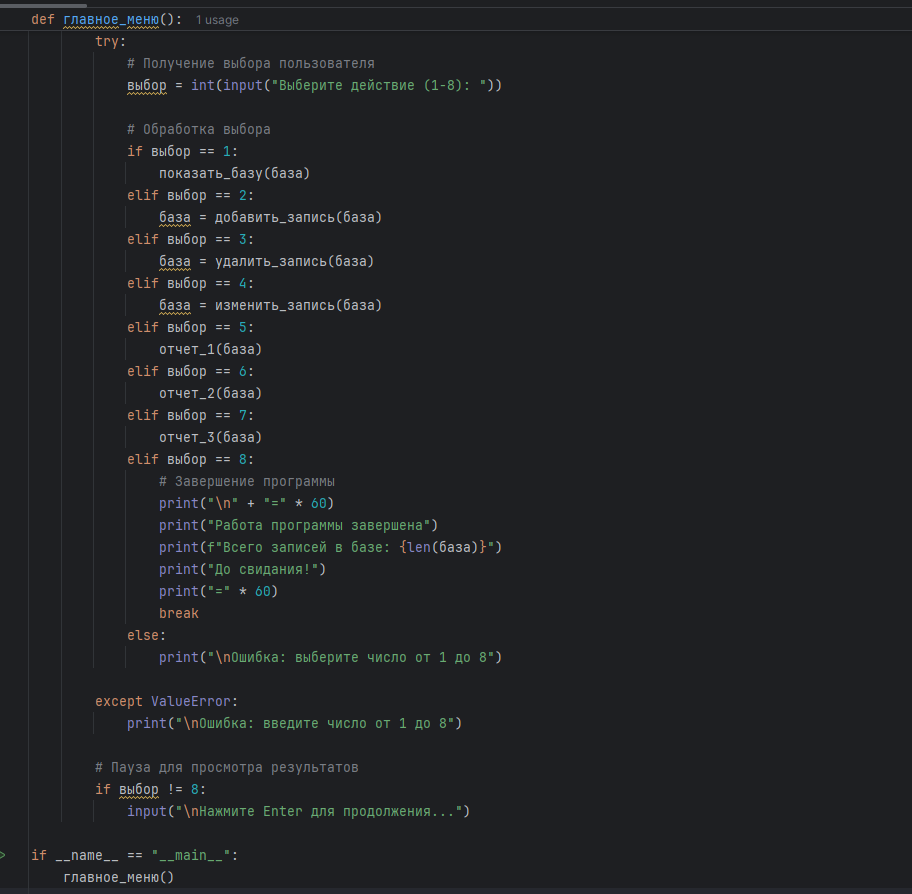 def главное_меню(): 1 usage
try:
# Получение выбора пользователя
выбор = int(input("Выберите действие (1-8): "))
# Обработка выбора
if выбор == 1:
показать_базу(база)
elif выбор == 2:
база = добавить_запись(база)
elif выбор == 3:
база = удалить_запись(база)
elif выбор == 4:
база = изменить_запись(база)
elif выбор == 5:
отчет_1(база)
elif выбор == 6:
отчет_2(база)
elif выбор == 7:
отчет_3(база)
elif выбор == 8:
# Завершение программы
print("\n" + "=" * 60)
print("Работа программы завершена")
print(f"Всего записей в базе: {len(база)}")
print("До свидания!")
print("=" * 60)
break
else:
print("\nОшибка: выберите число от 1 до 8")
except ValueError:
print("\nОшибка: введите число от 1 до 8")
# Пауза для просмотра результатов
if выбор != 8:
input("\nНажмите Enter для продолжения...")
if __name__ == "__main__":
главное_меню()